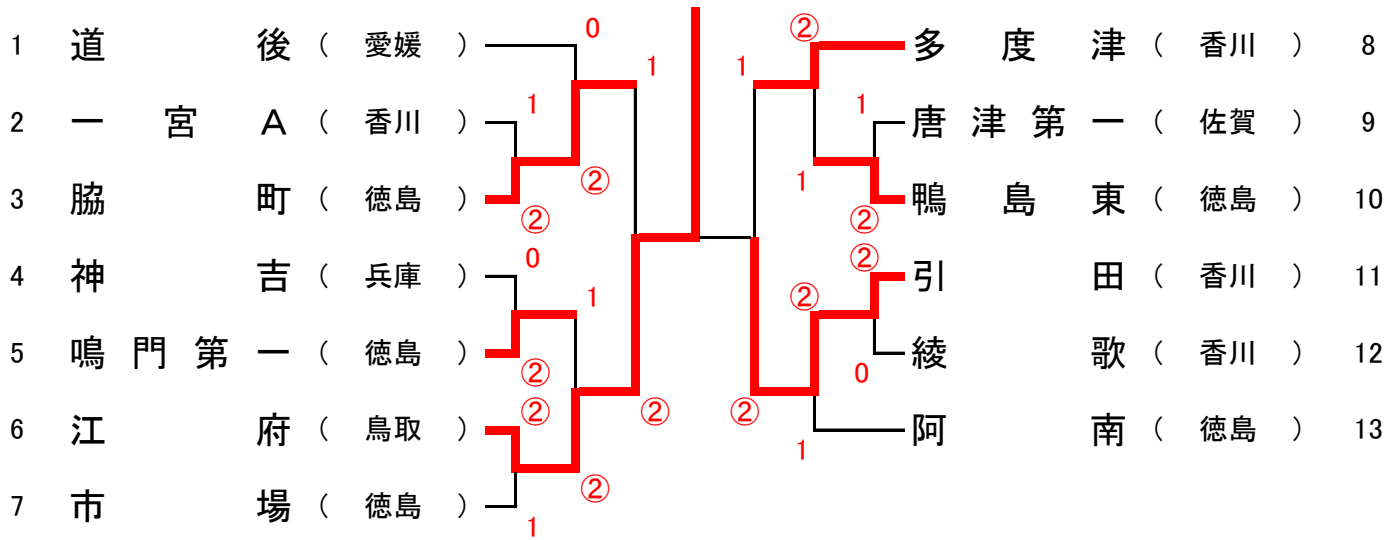 0 ②
1 道後 ( 愛媛 ) 多度津 ( 香川 ) 8
1 1
1 1
2 一宮A ( 香川 ) 唐津第一 ( 佐賀 ) 9
② 1
3 脇町 ( 徳島 ) 鴨島東 ( 徳島 ) 10
② ②
0 ②
4 神吉 ( 兵庫 ) 引田 ( 香川 ) 11
1 ②
5 鳴門第一 ( 徳島 ) 綾歌 ( 香川 ) 12
② 0
② ② ②
6 江府 ( 鳥取 ) 阿南 ( 徳島 ) 13
1
②
7 市場 ( 徳島 )
1